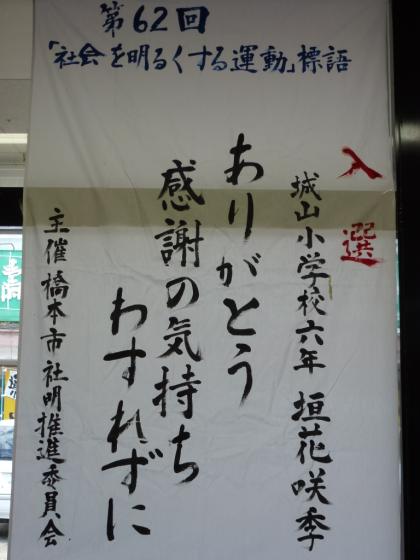 第62回
「社会を明るくする運動」標語
入選
城山小学校六年 垣花咲季
ありがとう
感謝の気持ち
わすれずに
主催橋本市社明推進委員会